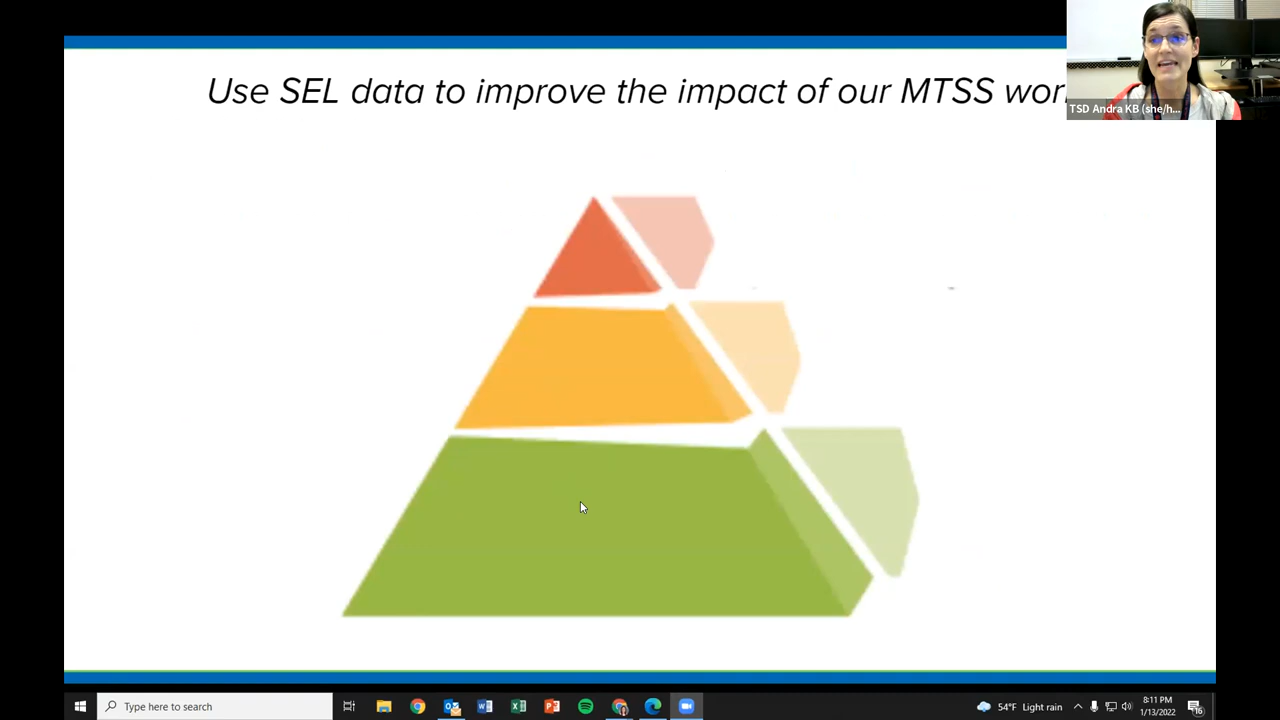 Use SEL data to improve the impact of our MTSS wor
TSD Andra KB (she/h...
Type here to search
54°F Light rain
8:11 PM
1/13/2022
16